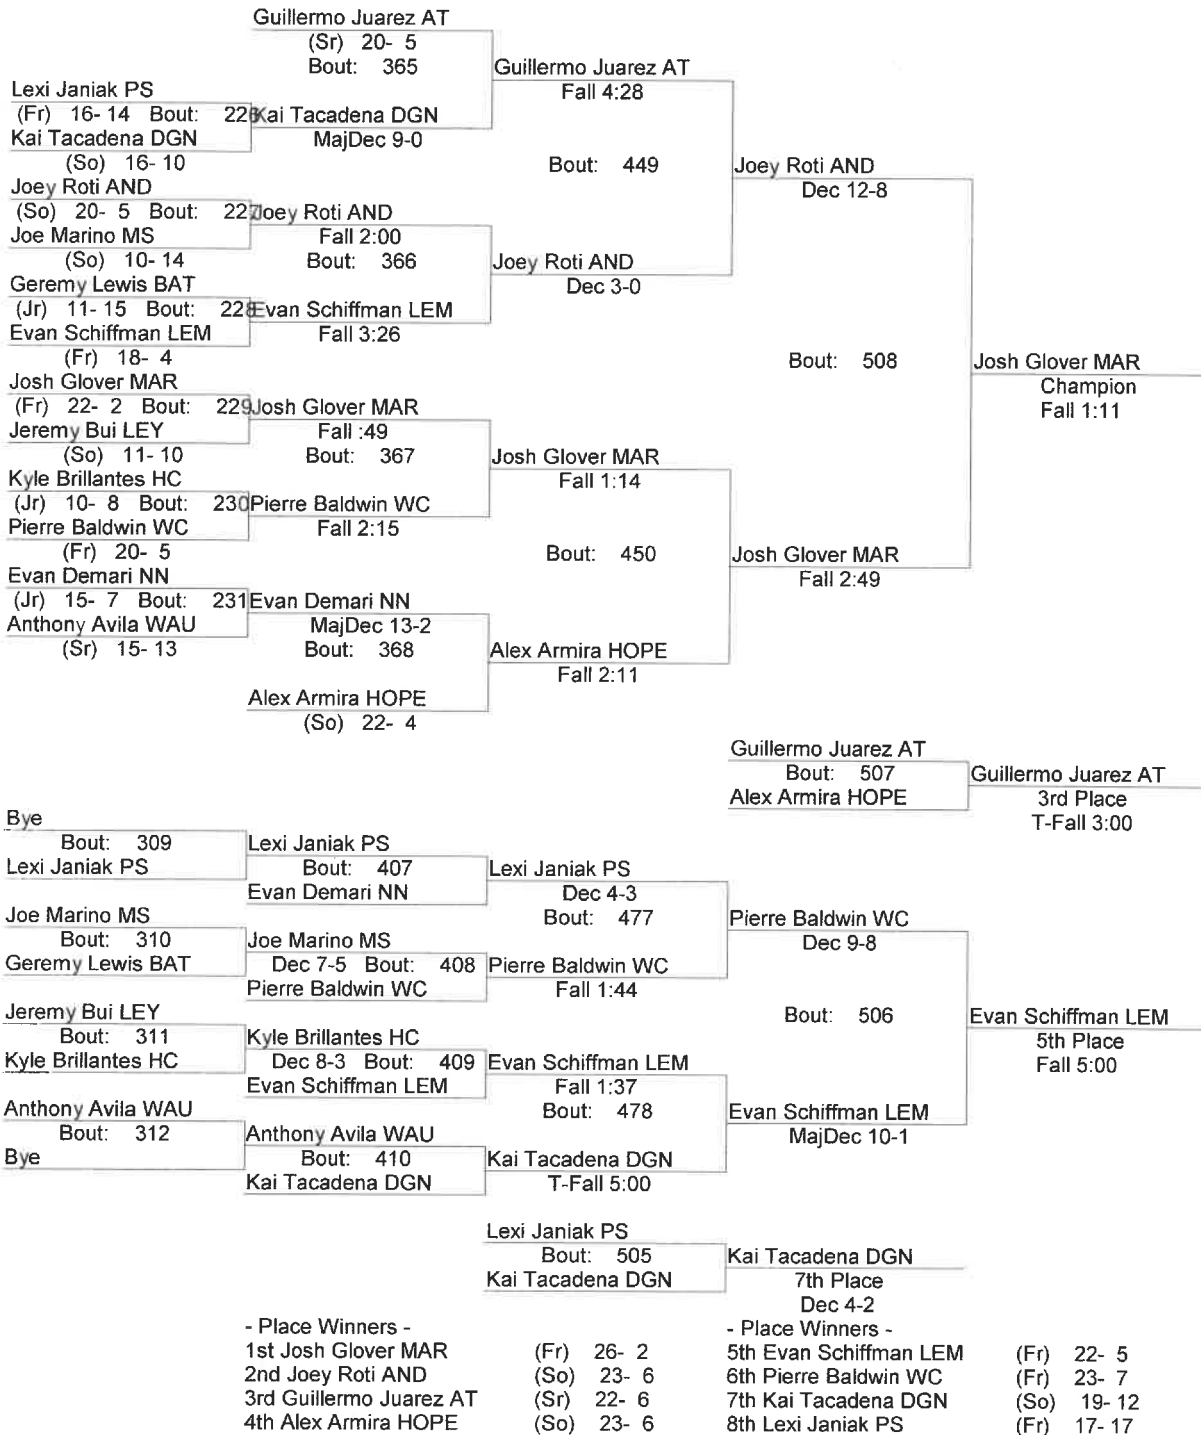 Guillermo Juarez AT
(Sr) 20- 5
Bout: 365
Guillermo Juarez AT
Fall 4:28
Lexi Janiak PS
(Fr) 16- 14 Bout: 226
Kai Tacadena DGN
Kai Tacadena DGN
MajDec 9-0
(So) 16- 10
Bout: 449
Joey Roti AND
Dec 12-8
Joey Roti AND
(So) 20- 5 Bout: 227
Joey Roti AND
Joe Marino MS
Fall 2:00
(So) 10- 14
Bout: 366
Joey Roti AND
Dec 3-0
Geremy Lewis BAT
(Jr) 11- 15 Bout: 228
Evan Schiffman LEM
Evan Schiffman LEM
Fall 3:26
(Fr) 18- 4
Bout: 508
Josh Glover MAR
Champion
Fall 1:11
Josh Glover MAR
(Fr) 22- 2 Bout: 229
Josh Glover MAR
Jeremy Bui LEY
Fall :49
(So) 11- 10
Bout: 367
Josh Glover MAR
Fall 1:14
Kyle Brillantes HC
(Jr) 10- 8 Bout: 230
Pierre Baldwin WC
Pierre Baldwin WC
Fall 2:15
(Fr) 20- 5
Bout: 450
Josh Glover MAR
Fall 2:49
Evan Demari NN
(Jr) 15- 7 Bout: 231
Evan Demari NN
Anthony Avila WAU
MajDec 13-2
(Sr) 15- 13
Bout: 368
Alex Armira HOPE
Fall 2:11
Alex Armira HOPE
(So) 22- 4
Guillermo Juarez AT
Bout: 507
Guillermo Juarez AT
Alex Armira HOPE
3rd Place
T-Fall 3:00
Bye
Bout: 309
Lexi Janiak PS
Lexi Janiak PS
Bout: 407
Lexi Janiak PS
Evan Demari NN
Dec 4-3
Bout: 477
Pierre Baldwin WC
Dec 9-8
Joe Marino MS
Bout: 310
Joe Marino MS
Geremy Lewis BAT
Dec 7-5 Bout: 408
Pierre Baldwin WC
Pierre Baldwin WC
Fall 1:44
Bout: 506
Evan Schiffman LEM
5th Place
Fall 5:00
Jeremy Bui LEY
Bout: 311
Kyle Brillantes HC
Kyle Brillantes HC
Dec 8-3 Bout: 409
Evan Schiffman LEM
Evan Schiffman LEM
Fall 1:37
Bout: 478
Evan Schiffman LEM
MajDec 10-1
Anthony Avila WAU
Bout: 312
Anthony Avila WAU
Bye
Bout: 410
Kai Tacadena DGN
Kai Tacadena DGN
T-Fall 5:00
Lexi Janiak PS
Bout: 505
Kai Tacadena DGN
Kai Tacadena DGN
7th Place
Dec 4-2
- Place Winners -
1st Josh Glover MAR (Fr) 26- 2
2nd Joey Roti AND (So) 23- 6
3rd Guillermo Juarez AT (Sr) 22- 6
4th Alex Armira HOPE (So) 23- 6
- Place Winners -
5th Evan Schiffman LEM (Fr) 22- 5
6th Pierre Baldwin WC (Fr) 23- 7
7th Kai Tacadena DGN (So) 19- 12
8th Lexi Janiak PS (Fr) 17- 17